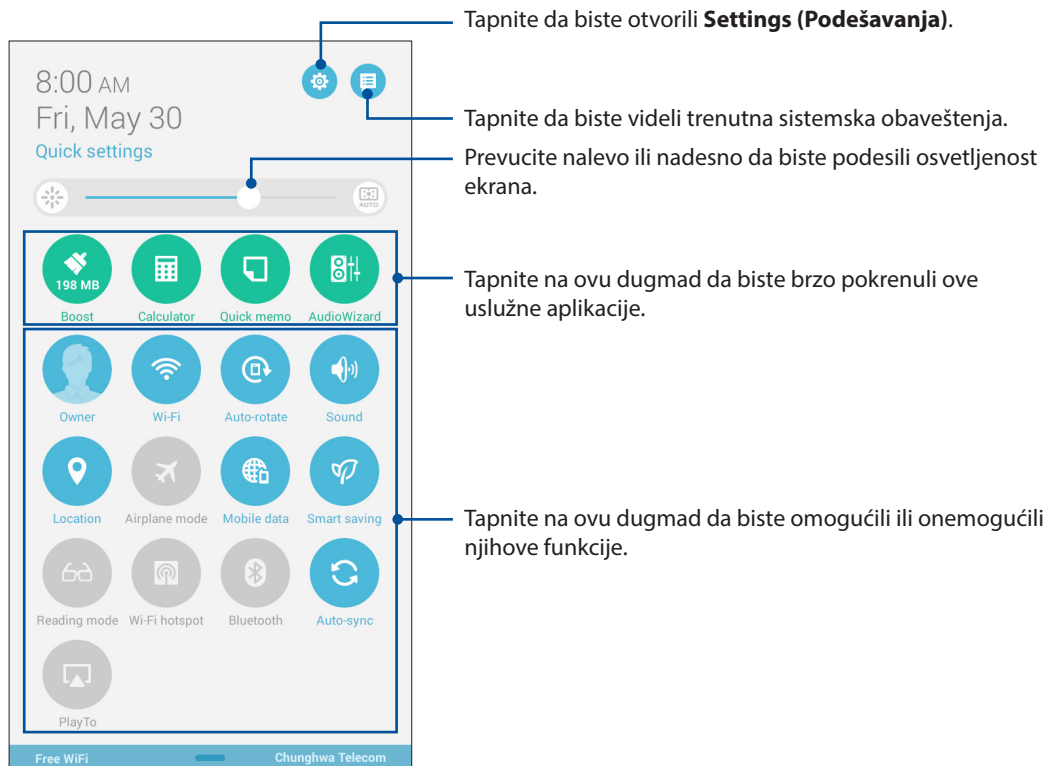 Tapnite da biste otvorili Settings (Podešavanja).
8:00 AM
Fri, May 30
Quick settings
Tapnite da biste videli trenutna sistemska obaveštenja.
Prevucite nalevo ili nadesno da biste podesili osvetljenost
ekrana.
AUTO
198 MB
Boost Calculator Quick memo AudioWizard
Tapnite na ovu dugmad da biste brzo pokrenuli ove
uslužne aplikacije.
Owner Wi-Fi Auto-rotate Sound
Location Airplane mode Mobile data Smart saving
Tapnite na ovu dugmad da biste omogućili ili onemogućili
njihove funkcije.
Reading mode Wi-Fi hotspot Bluetooth Auto-sync
PlayTo
Free WiFi Chunghwa Telecom